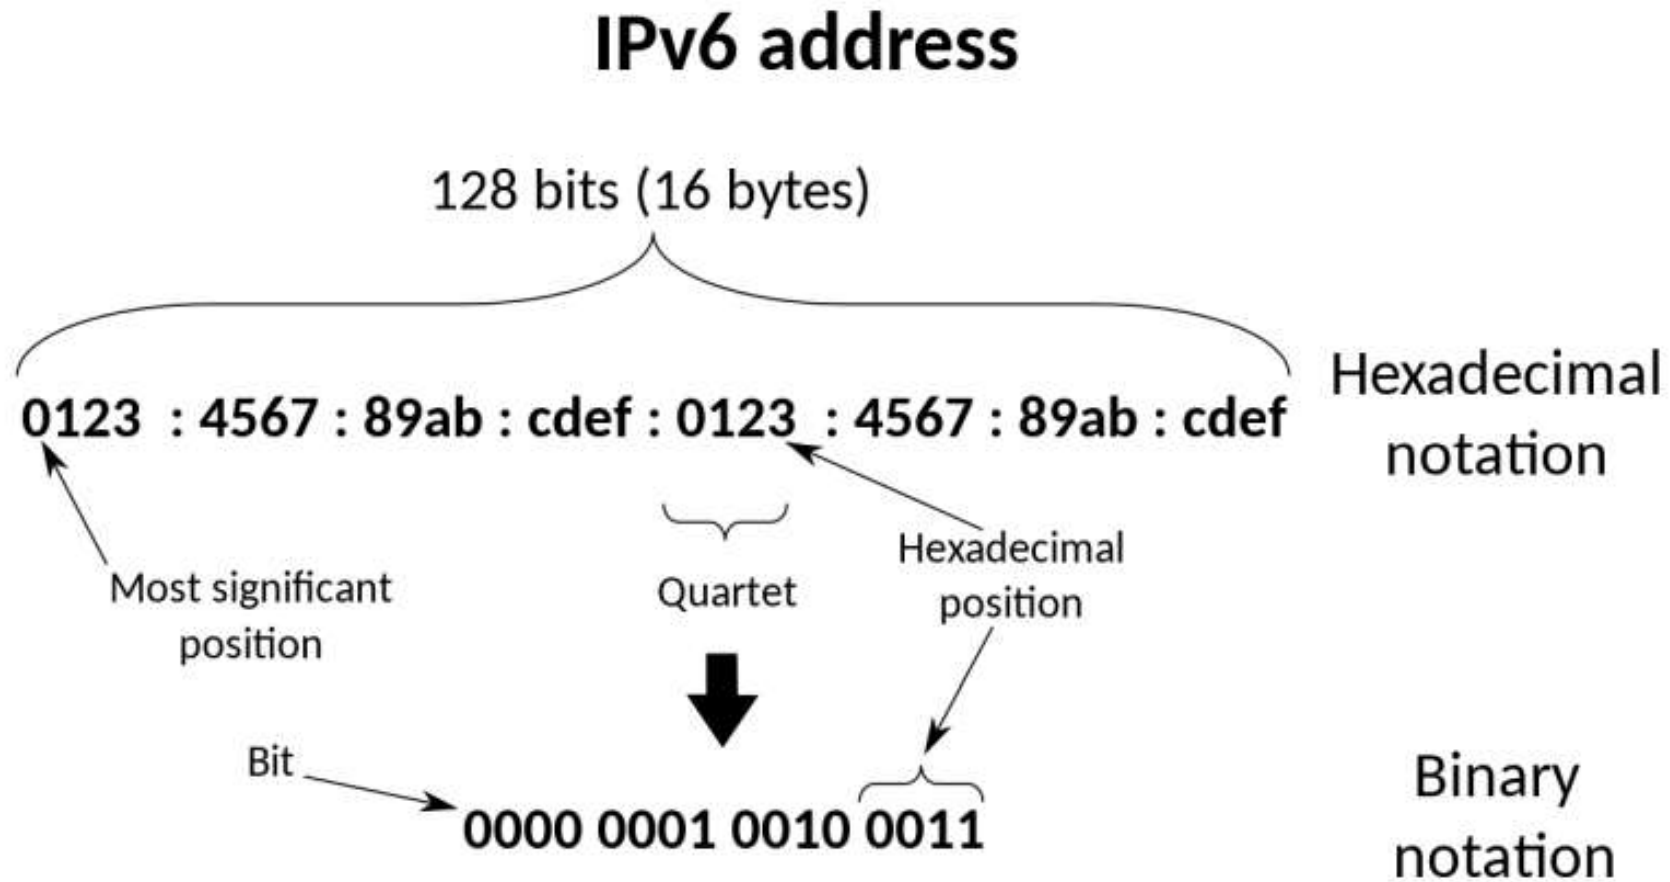 IPv6 address
128 bits (16 bytes)
0123 : 4567 : 89ab : cdef : 0123 : 4567 : 89ab : cdef
Hexadecimal
notation
Most significant
position
Quartet
Hexadecimal
position
Bit
0000 0001 0010 0011
Binary
notation